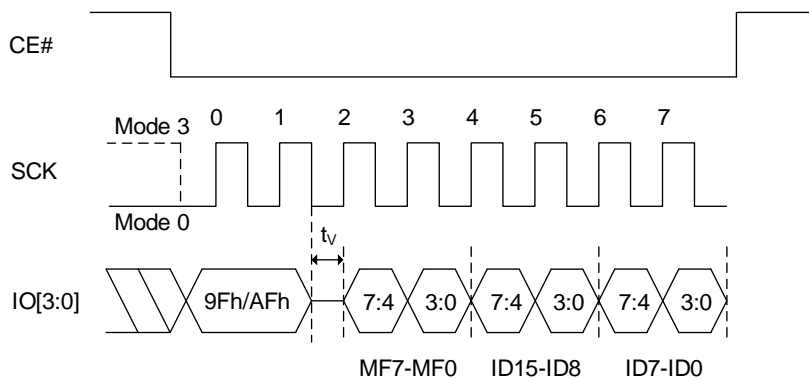 CE#
Mode 3
0 1 2 3 4 5 6 7
SCK
Mode 0
tV
IO[3:0]
9Fh/AFh 7:4 3:0 7:4 3:0 7:4 3:0
MF7-MF0 ID15-ID8 ID7-ID0